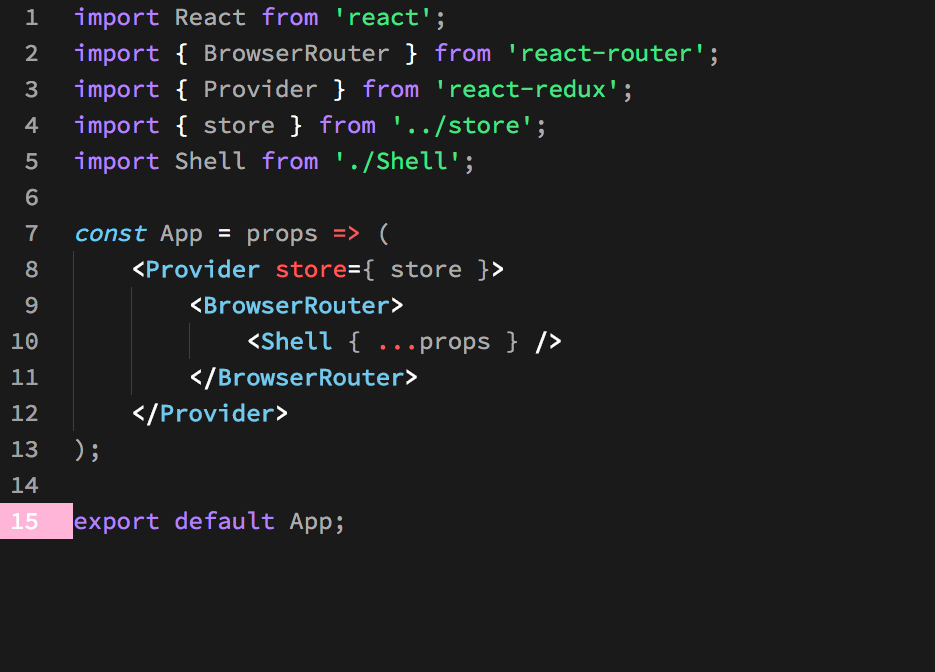 1 import React from 'react';
2 import { BrowserRouter } from 'react-router';
3 import { Provider } from 'react-redux';
4 import { store } from '../store';
5 import Shell from './Shell';
6
7 const App = props => (
8     <Provider store={ store }>
9         <BrowserRouter>
10             <Shell { ...props } />
11         </BrowserRouter>
12     </Provider>
13 );
14
15 export default App;